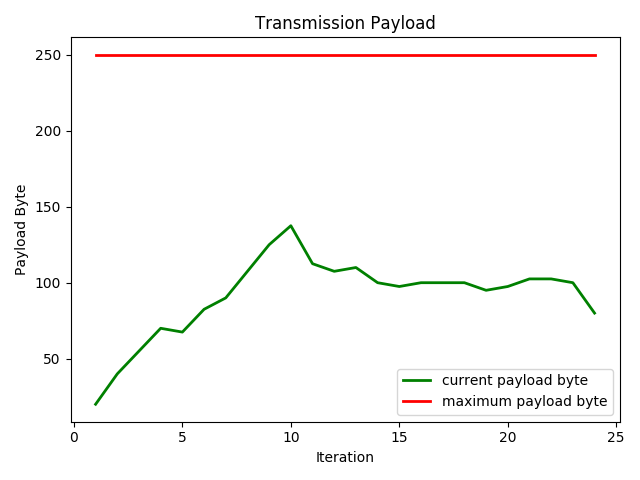 Transmission Payload
Payload Byte
250
200
150
100
50
0
5
10
15
20
25
Iteration
current payload byte
maximum payload byte